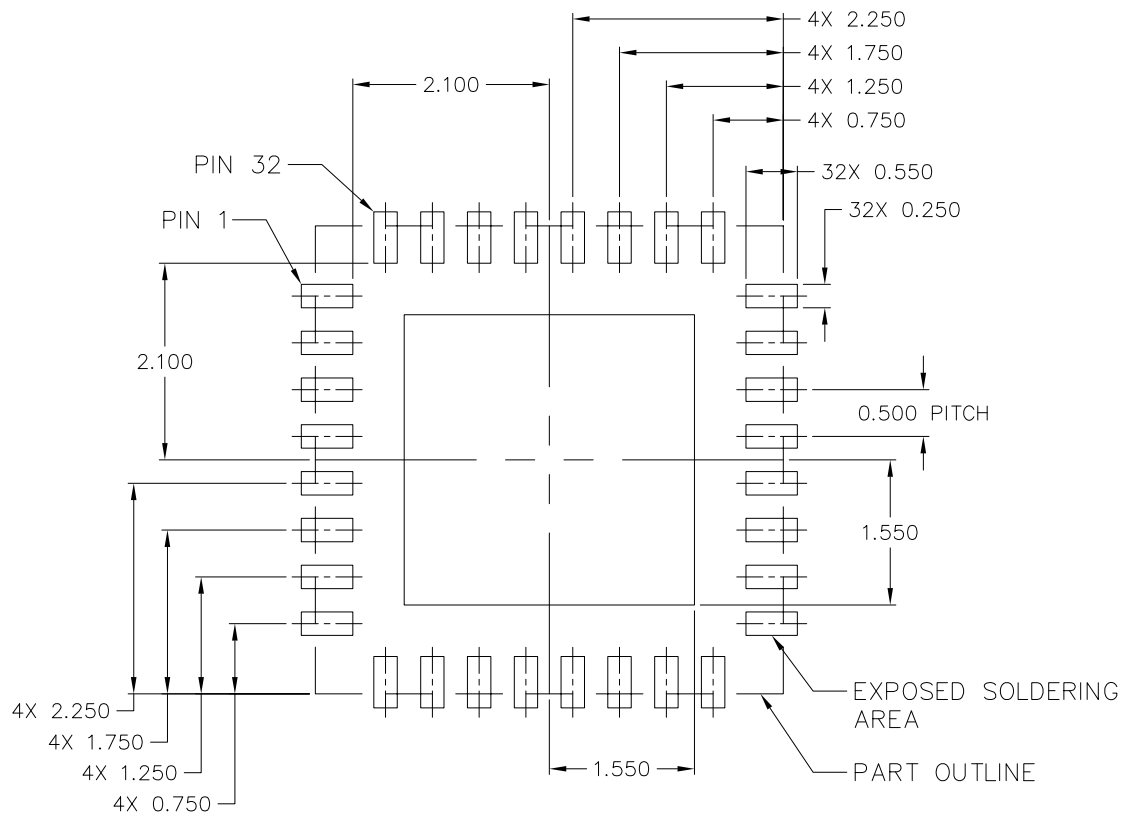 4X 2.250
4X 1.750
2.100
4X 1.250
4X 0.750
PIN 32
32X 0.550
32X 0.250
PIN 1
2.100
0.500 PITCH
1.550
EXPOSED SOLDERING
AREA
4X 2.250
4X 1.750
1.550
PART OUTLINE
4X 1.250
4X 0.750